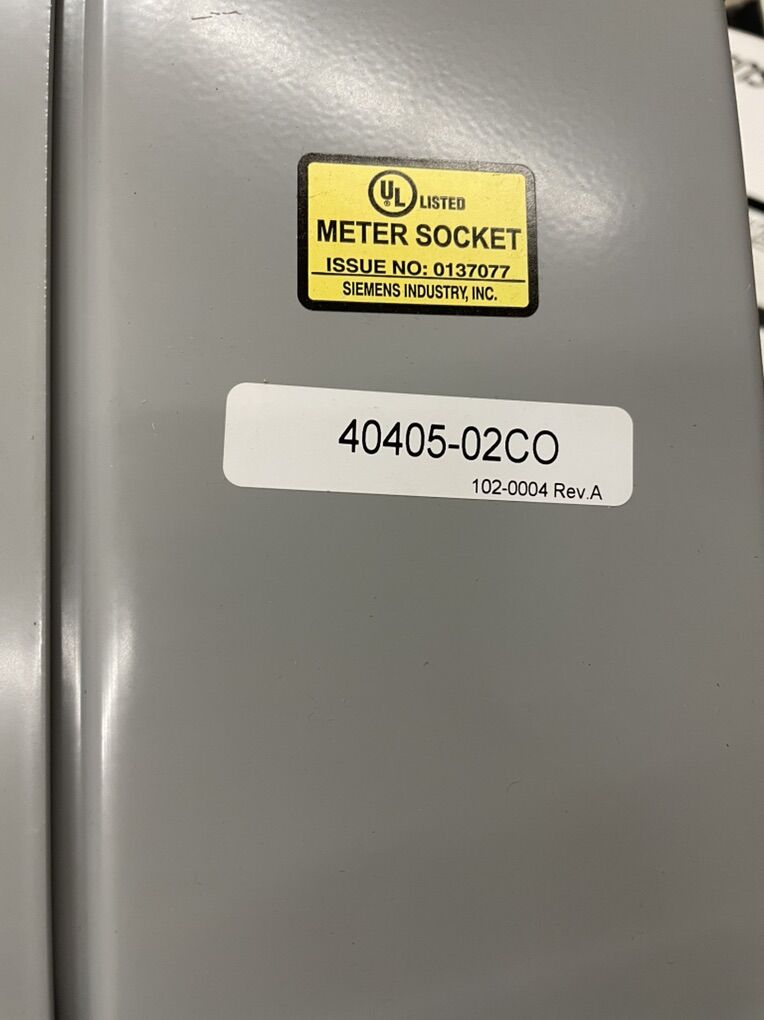 UL® LISTED
METER SOCKET
ISSUE NO: 0137077
SIEMENS INDUSTRY, INC.
40405-02CO
102-0004 Rev.A